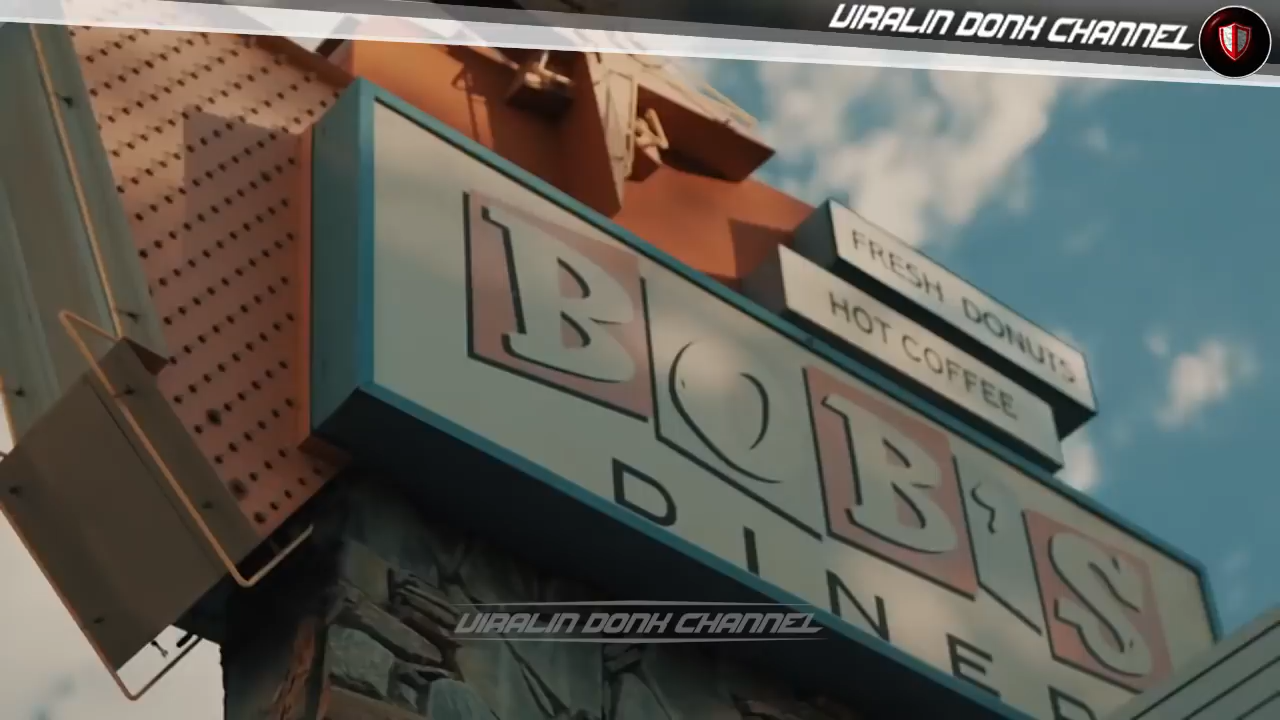 VIRALIN DONK CHANNEL
FRESH DONUTS
HOT COFFEE
BOB'S
DINER
VIRALIN DONK CHANNEL